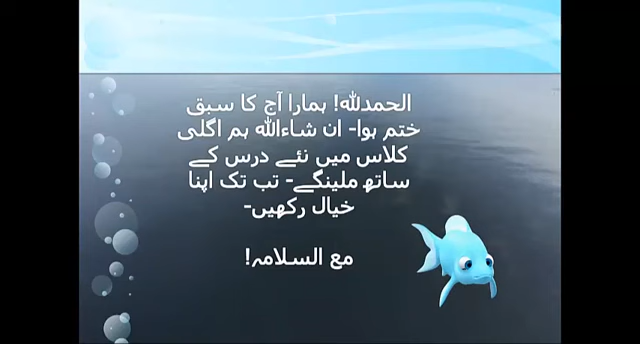 الحمدللہ! ہمارا آج کا سبق
ختم ہوا- ان شاءاللہ ہم اگلی
کلاس میں نئے درس کے
ساتھ ملینگے- تب تک اپنا
خیال رکھیں-
مع السلامہ!